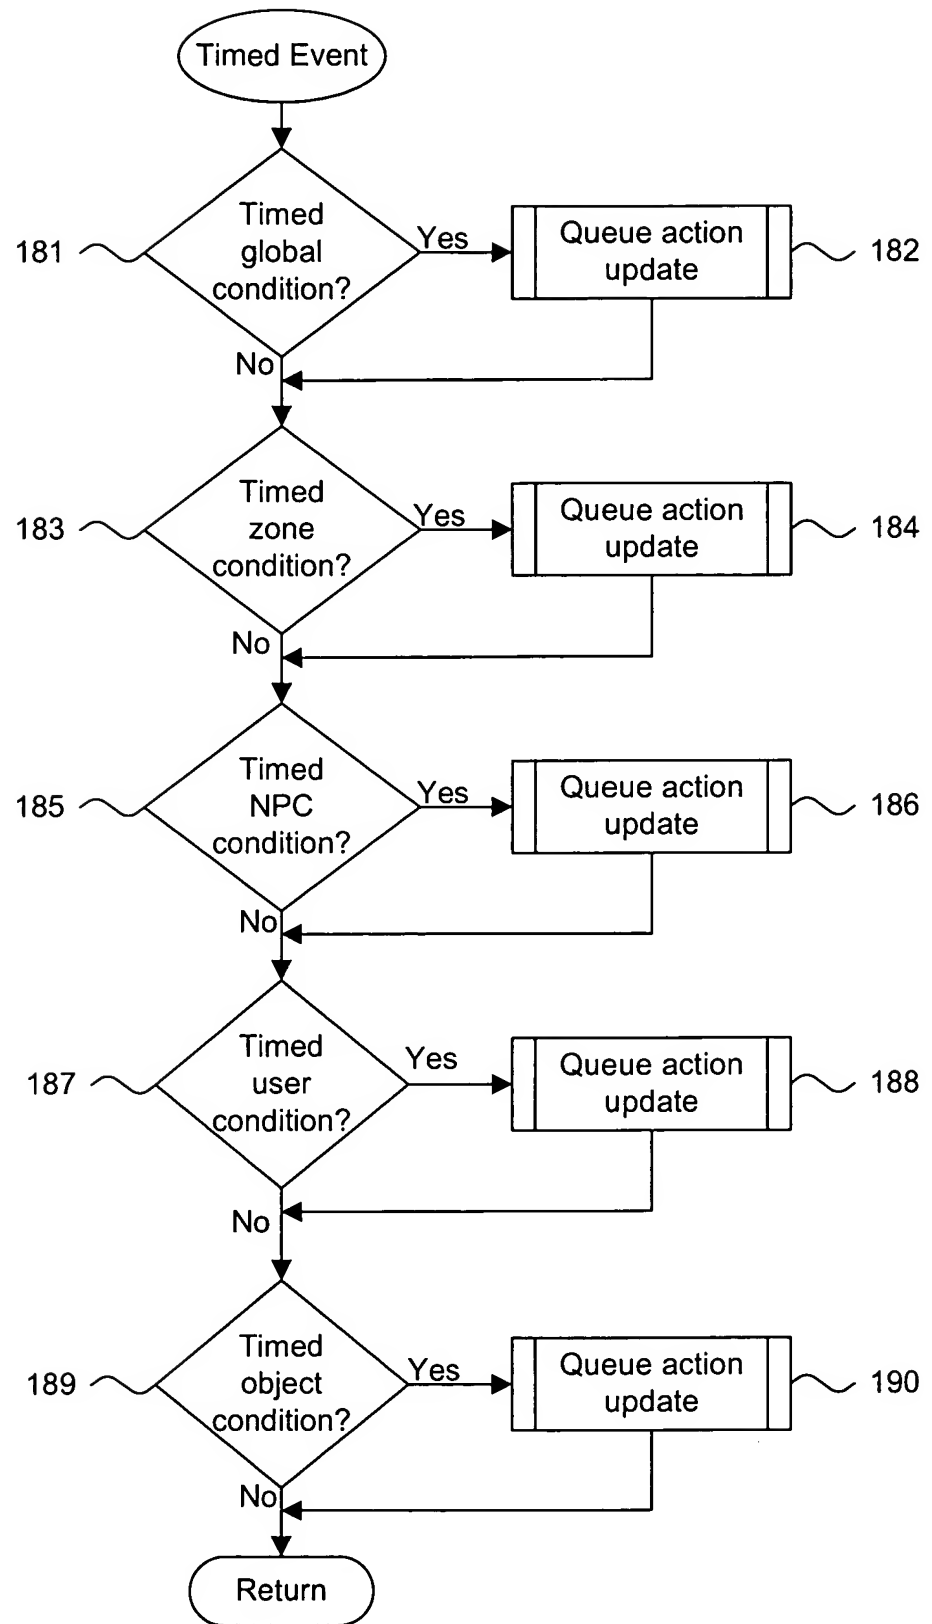 Timed Event
Timed
global
condition?
181
Yes
Queue action
update
182
No
Timed
zone
condition?
183
Yes
Queue action
update
184
No
Timed
NPC
condition?
185
Yes
Queue action
update
186
No
Timed
user
condition?
187
Yes
Queue action
update
188
No
Timed
object
condition?
189
Yes
Queue action
update
190
No
Return